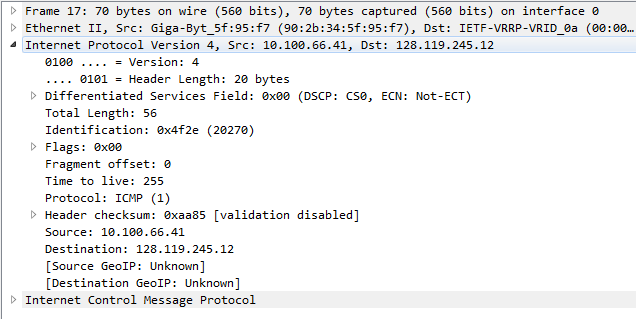 Frame 17: 70 bytes on wire (560 bits), 70 bytes captured (560 bits) on interface 0
Ethernet II, Src: Giga-Byt_5f:95:f7 (90:2b:34:5f:95:f7), Dst: IETF-VRRP-VRID_0a (00:00…
Internet Protocol Version 4, Src: 10.100.66.41, Dst: 128.119.245.12
0100 .... = Version: 4
.... 0101 = Header Length: 20 bytes
Differentiated Services Field: 0x00 (DSCP: CS0, ECN: Not-ECT)
Total Length: 56
Identification: 0x4f2e (20270)
Flags: 0x00
Fragment offset: 0
Time to live: 255
Protocol: ICMP (1)
Header checksum: 0xaa85 [validation disabled]
Source: 10.100.66.41
Destination: 128.119.245.12
[Source GeoIP: Unknown]
[Destination GeoIP: Unknown]
Internet Control Message Protocol